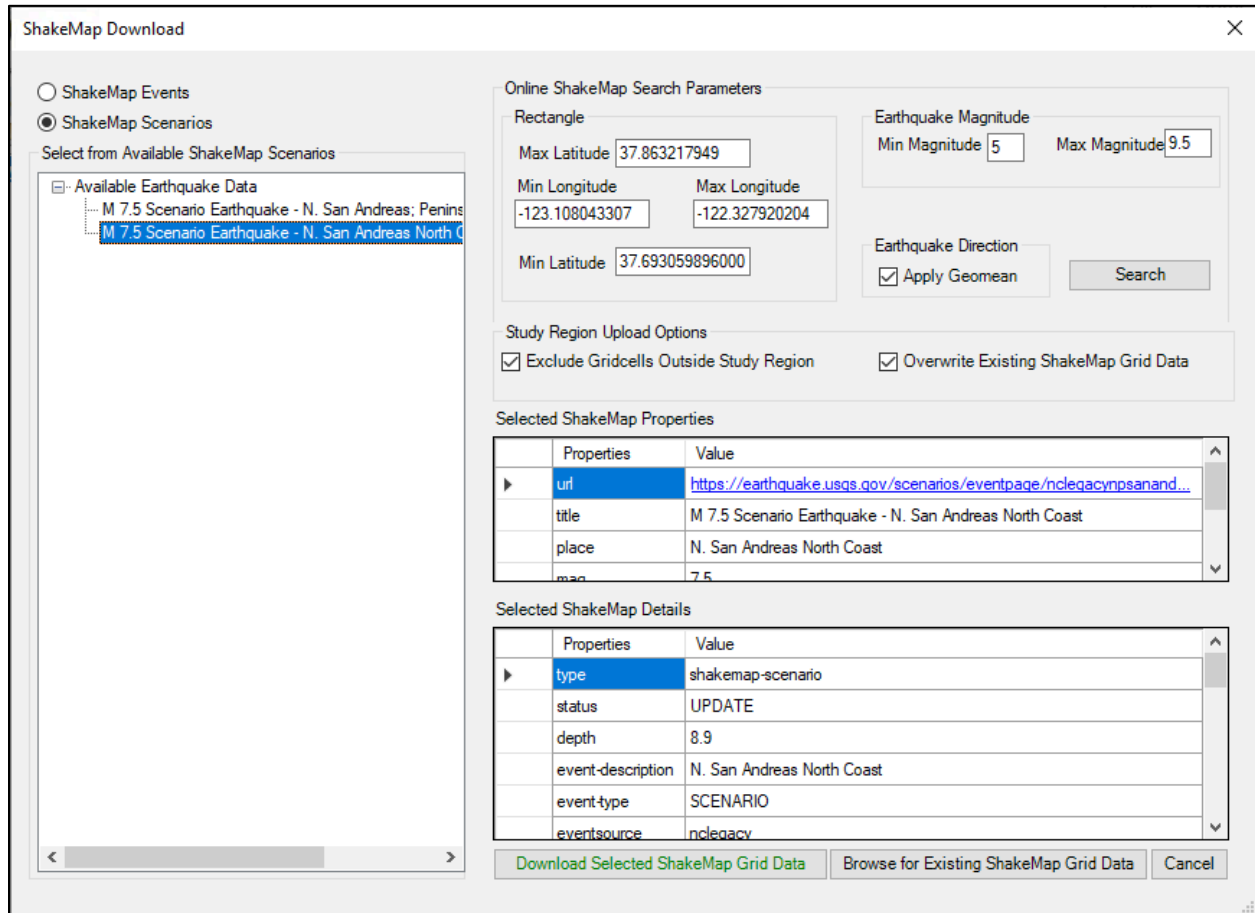 ShakeMap Download
ShakeMap Events
ShakeMap Scenarios
Select from Available ShakeMap Scenarios
Available Earthquake Data
M 7.5 Scenario Earthquake - N. San Andreas; Penins
M 7.5 Scenario Earthquake - N. San Andreas North C
Online ShakeMap Search Parameters
Rectangle
Max Latitude 37.863217949
Min Longitude Max Longitude
-123.108043307 -122.327920204
Min Latitude 37.693059896000
Earthquake Magnitude
Min Magnitude 5 Max Magnitude 9.5
Earthquake Direction
Apply Geomean
Search
Study Region Upload Options
Exclude Gridcells Outside Study Region Overwrite Existing ShakeMap Grid Data
Selected ShakeMap Properties
Properties Value
url https://earthquake.usgs.gov/scenarios/eventpage/nclegacynpsanand...
title M 7.5 Scenario Earthquake - N. San Andreas North Coast
place N. San Andreas North Coast
mag 7.5
Selected ShakeMap Details
Properties Value
type shakemap-scenario
status UPDATE
depth 8.9
event-description N. San Andreas North Coast
event-type SCENARIO
eventsource nclegacy
Download Selected ShakeMap Grid Data Browse for Existing ShakeMap Grid Data Cancel